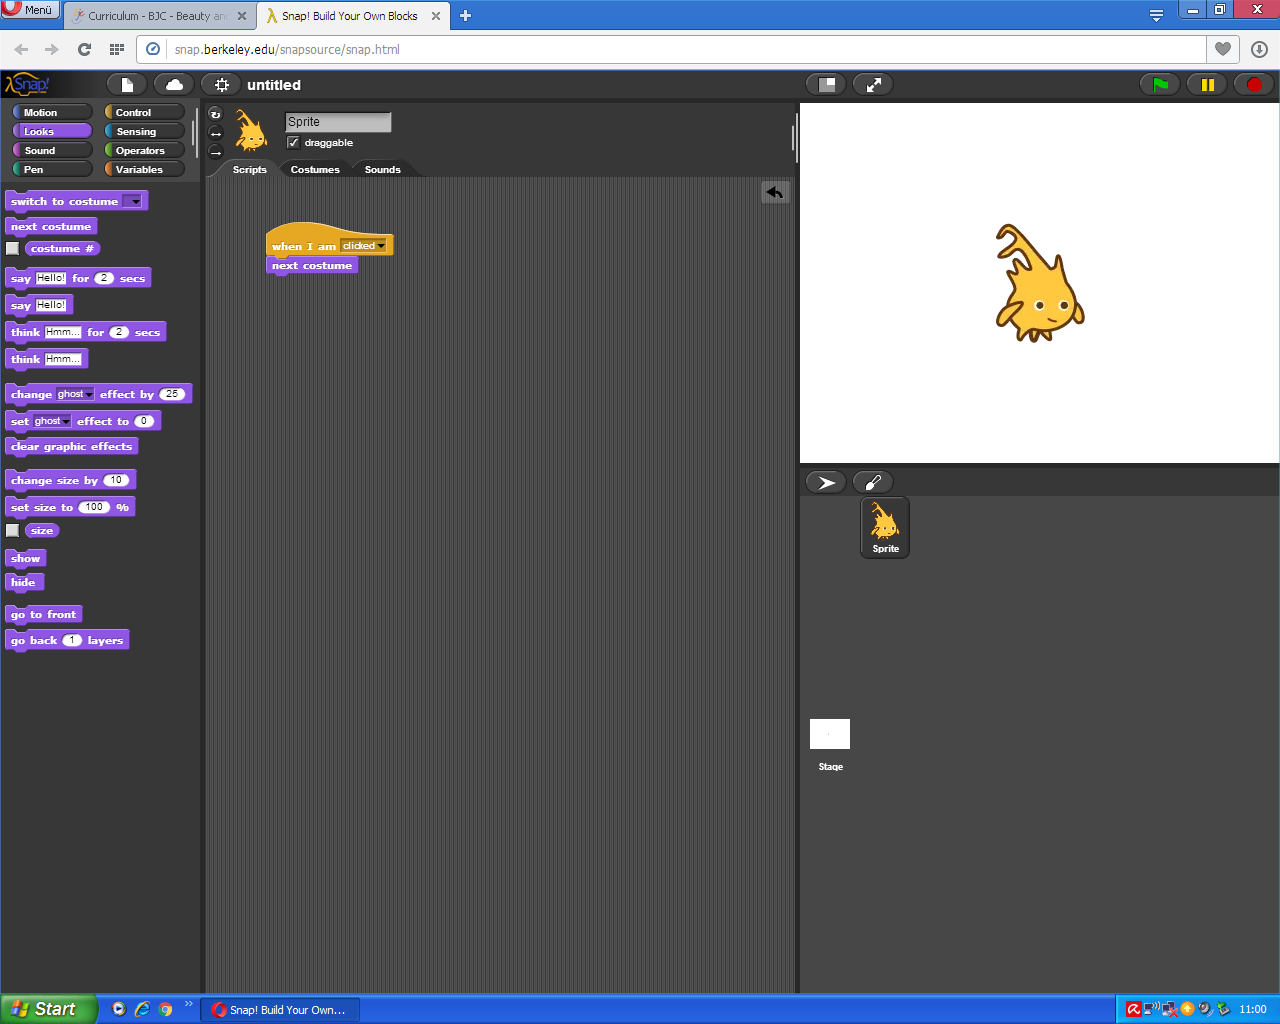 Menü
Curriculum - BJC - Beauty an
Snap! Build Your Own Blocks
snap.berkeley.edu/snapsource/snap.html
Snap!
untitled
Motion
Control
Looks
Sensing
Sound
Operators
Pen
Variables
Sprite
draggable
Scripts
Costumes
Sounds
switch to costume
next costume
costume #
say Hello! for 2 secs
say Hello!
think Hmm... for 2 secs
think Hmm...
change ghost effect by 25
set ghost effect to 0
clear graphic effects
change size by 10
set size to 100 %
size
show
hide
go to front
go back 1 layers
when I am clicked
next costume
Sprite
Stage
Start
Snap! Build Your Own...
11:00